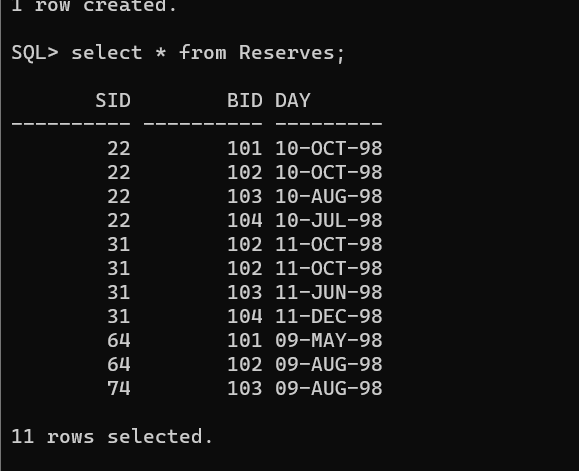 1 row created.
SQL> select * from Reserves;
SID BID DAY
---------- ---------- ---------
22 101 10-OCT-98
22 102 10-OCT-98
22 103 10-AUG-98
22 104 10-JUL-98
31 102 11-OCT-98
31 102 11-OCT-98
31 103 11-JUN-98
31 104 11-DEC-98
64 101 09-MAY-98
64 102 09-AUG-98
74 103 09-AUG-98
11 rows selected.